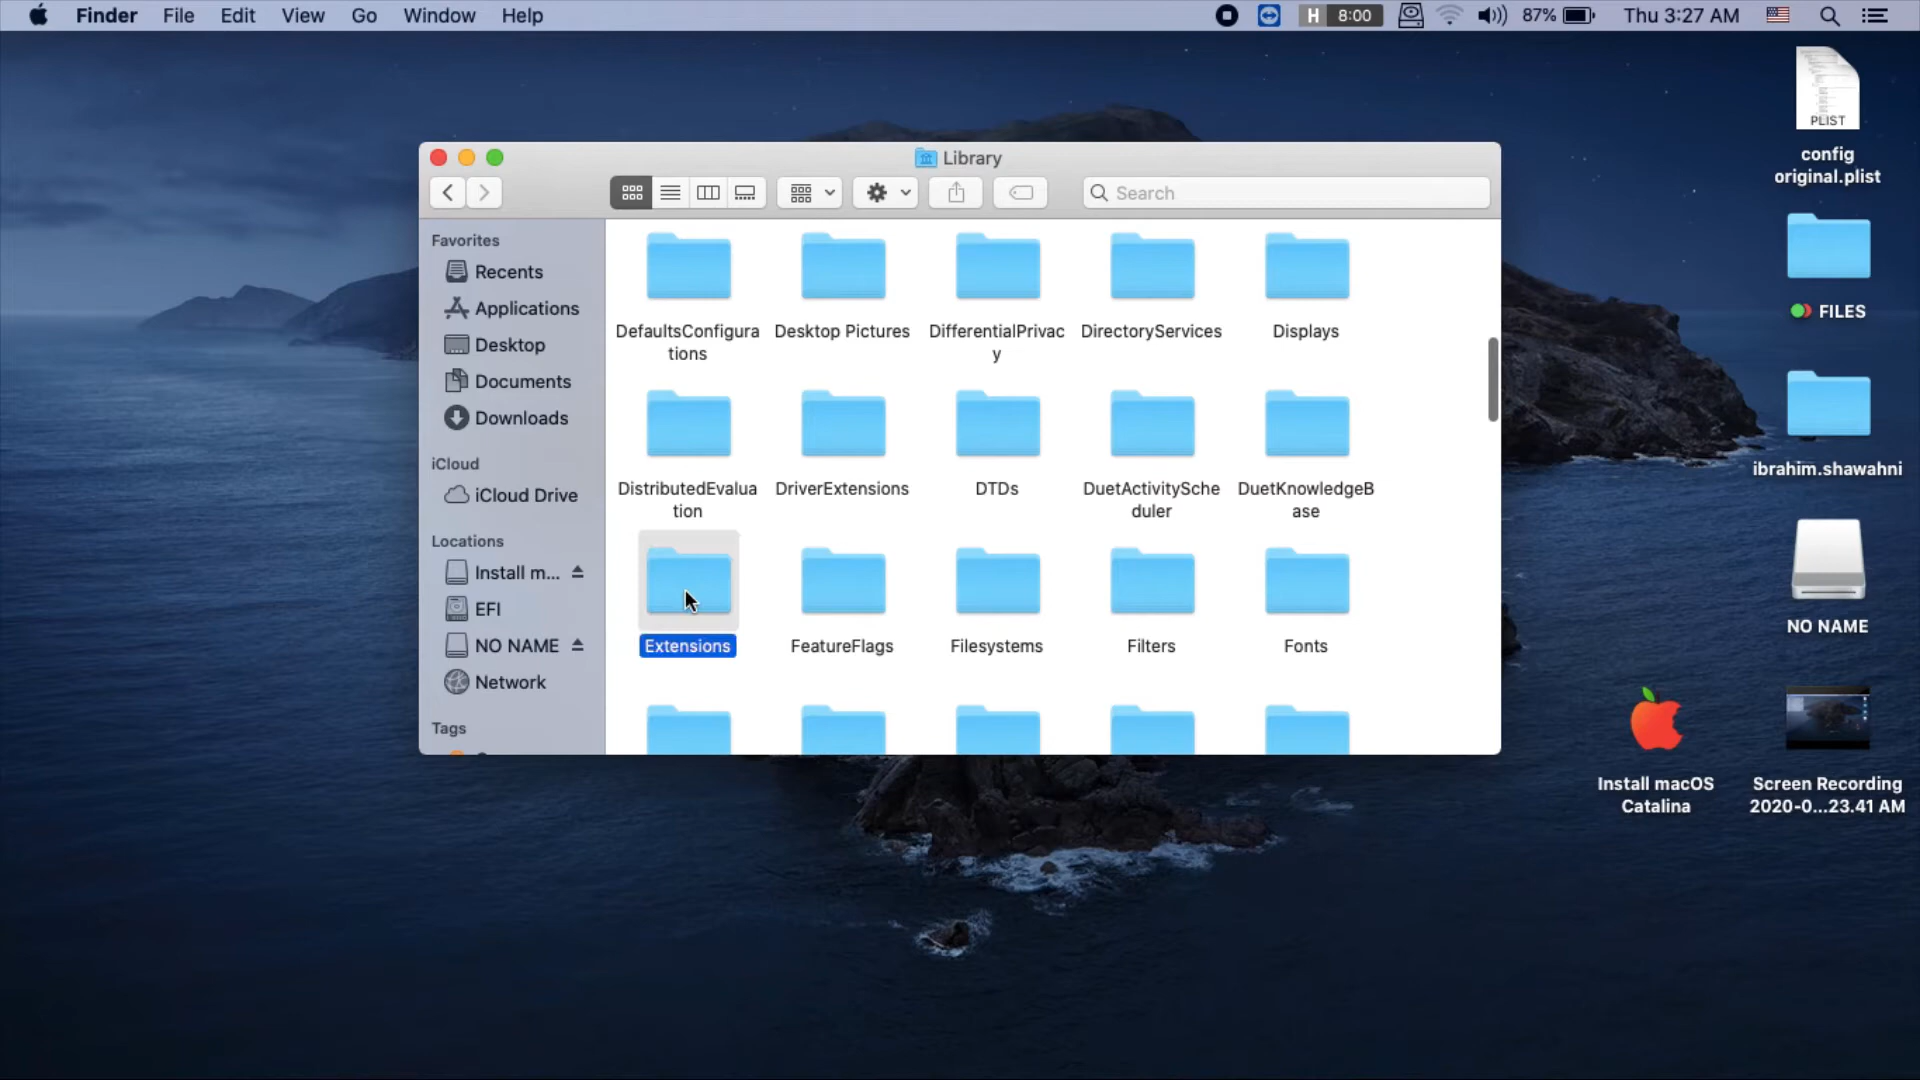 Finder File Edit View Go Window Help
H 8:00 87% Thu 3:27 AM
Library
Search
Favorites
Recents
Applications
Desktop
Documents
Downloads
iCloud
iCloud Drive
Locations
Install m...
EFI
NO NAME
Network
Tags
DefaultsConfigura
tions
Desktop Pictures
DifferentialPrivac
y
DirectoryServices
Displays
DistributedEvalua
tion
DriverExtensions
DTDs
DuetActivitySche
duler
DuetKnowledgeB
ase
Extensions
FeatureFlags
Filesystems
Filters
Fonts
PLIST
config
original.plist
FILES
ibrahim.shawahni
NO NAME
Install macOS
Catalina
Screen Recording
2020-0...23.41 AM